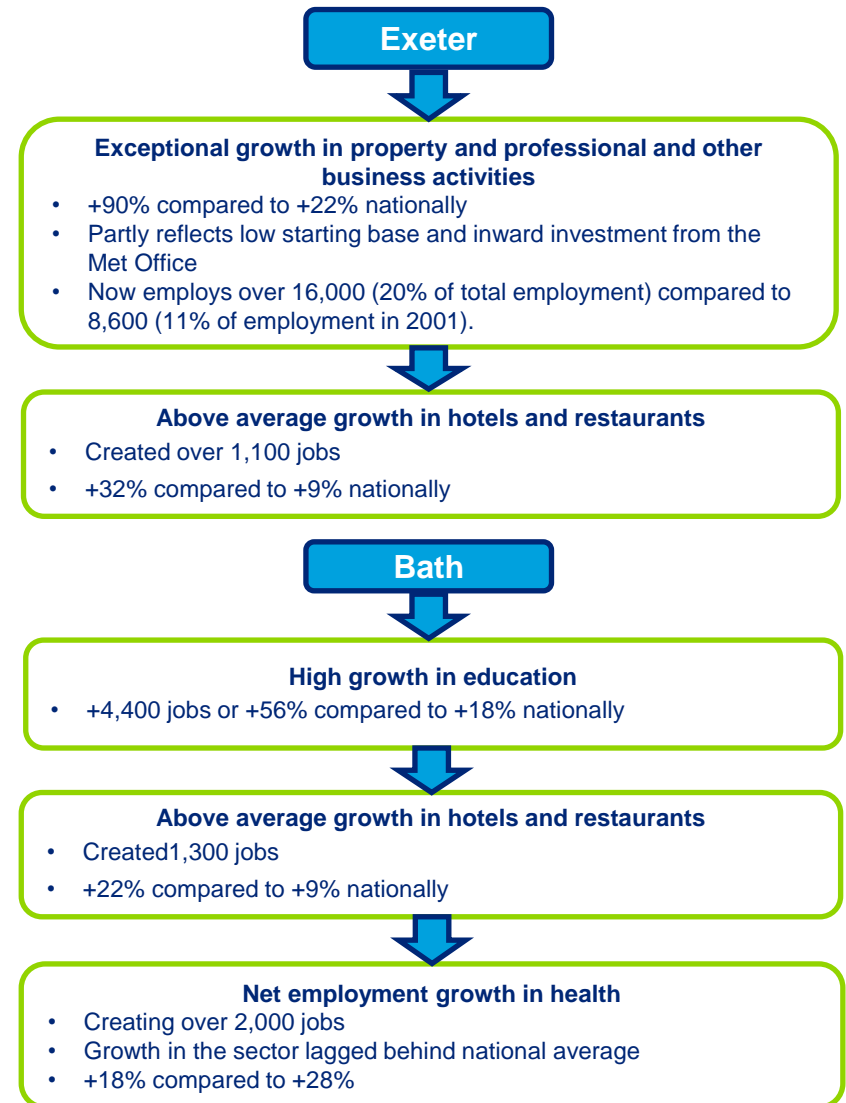 Exeter
Exceptional growth in property and professional and other
business activities
• +90% compared to +22% nationally
• Partly reflects low starting base and inward investment from the
Met Office
• Now employs over 16,000 (20% of total employment) compared to
8,600 (11% of employment in 2001).
Above average growth in hotels and restaurants
• Created over 1,100 jobs
• +32% compared to +9% nationally
Bath
High growth in education
• +4,400 jobs or +56% compared to +18% nationally
Above average growth in hotels and restaurants
• Created1,300 jobs
• +22% compared to +9% nationally
Net employment growth in health
• Creating over 2,000 jobs
• Growth in the sector lagged behind national average
• +18% compared to +28%